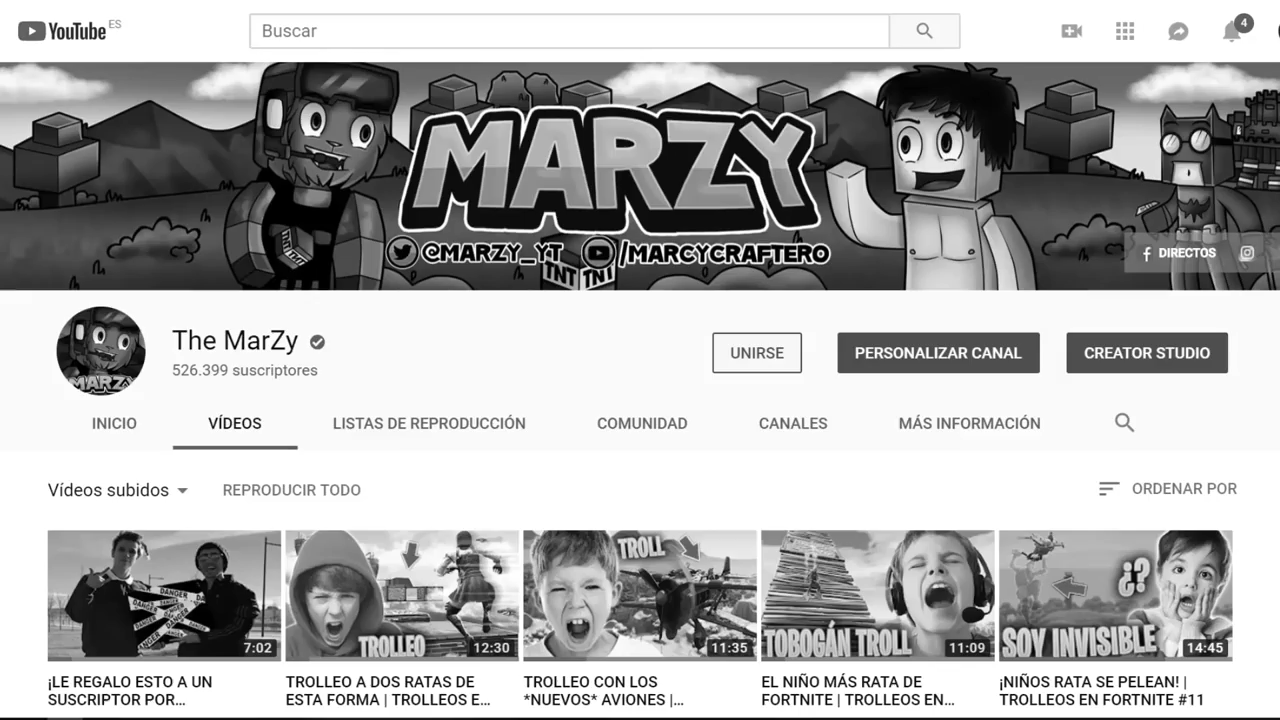 YouTube ES
Buscar
4
MARZY
@MARZY_YT /MARCYCRAFTERO
TNT TNT
DIRECTOS
MARZY
The MarZy
526.399 suscriptores
UNIRSE
PERSONALIZAR CANAL
CREATOR STUDIO
INICIO
VÍDEOS
LISTAS DE REPRODUCCIÓN
COMUNIDAD
CANALES
MÁS INFORMACIÓN
Vídeos subidos
REPRODUCIR TODO
ORDENAR POR
DANGER
DANGER
DANGER
7:02
TROLLEO
12:30
TROLL
11:35
TOBOGÁN TROLL
11:09
¿?
SOY INVISIBLE
14:45
¡LE REGALO ESTO A UN
SUSCRIPTOR POR...
TROLLEO A DOS RATAS DE
ESTA FORMA | TROLLEOS E...
TROLLEO CON LOS
*NUEVOS* AVIONES |...
EL NIÑO MÁS RATA DE
FORTNITE | TROLLEOS EN...
¡NIÑOS RATA SE PELEAN! |
TROLLEOS EN FORTNITE #11